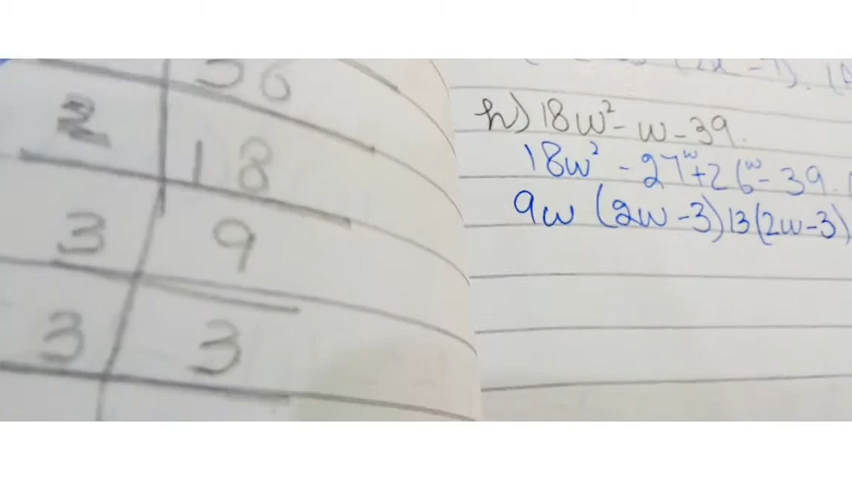 36
2 18
3 9
3 3
h) 18w² - w - 39.
18w² - 27w + 26w - 39.
9w (2w - 3) 13 (2w - 3)